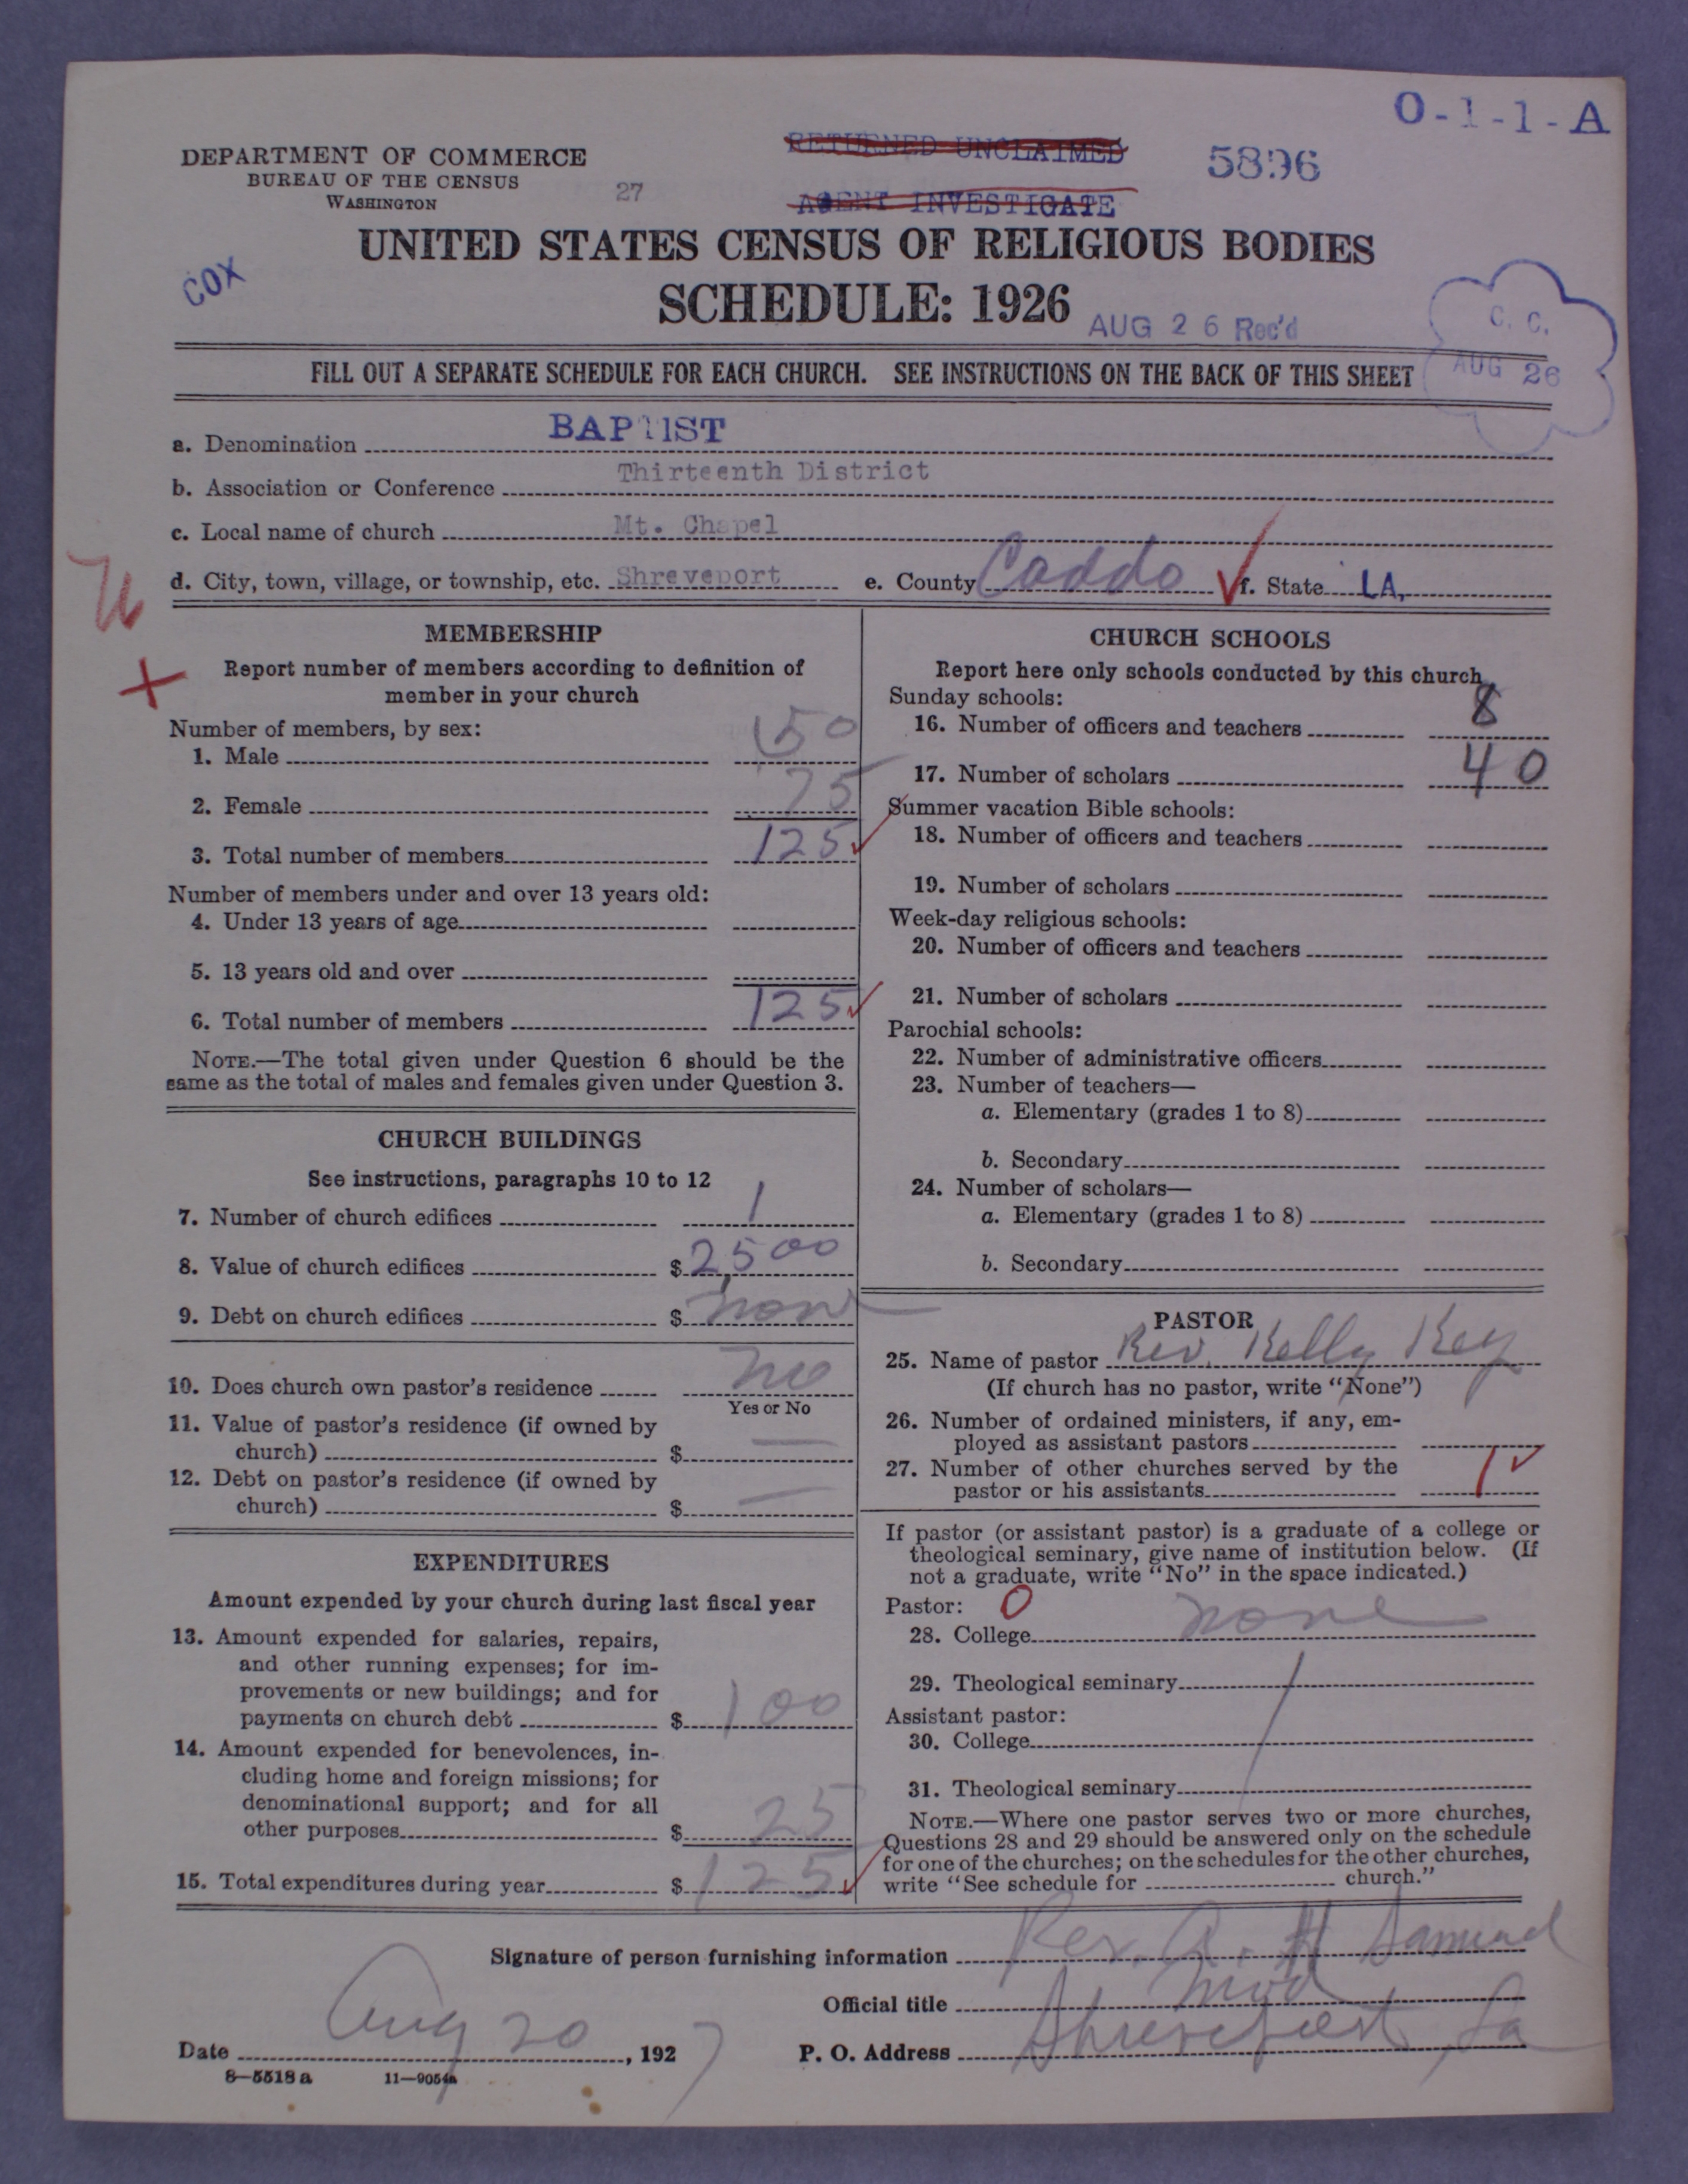 O-1-1-A
RETURNED UNCLAIMED
5896
DEPARTMENT OF COMMERCE
BUREAU OF THE CENSUS
WASHINGTON
27
AGENT INVESTIGATE
UNITED STATES CENSUS OF RELIGIOUS BODIES
COX
SCHEDULE: 1926
AUG 26 Rec'd
C. C.
AUG 26
FILL OUT A SEPARATE SCHEDULE FOR EACH CHURCH. SEE INSTRUCTIONS ON THE BACK OF THIS SHEET
a. Denomination BAPTIST
b. Association or Conference Thirteenth District
c. Local name of church Mt. Chapel
d. City, town, village, or township, etc. Shreveport e. County Caddo f. State LA.
MEMBERSHIP
Report number of members according to definition of
member in your church
Number of members, by sex:
1. Male 50
2. Female 75
3. Total number of members 125
Number of members under and over 13 years old:
4. Under 13 years of age
5. 13 years old and over
6. Total number of members 125
NOTE.—The total given under Question 6 should be the
same as the total of males and females given under Question 3.
CHURCH BUILDINGS
See instructions, paragraphs 10 to 12
7. Number of church edifices 1
8. Value of church edifices $ 2,500
9. Debt on church edifices $ none
10. Does church own pastor's residence no
Yes or No
11. Value of pastor's residence (if owned by
church) $ —
12. Debt on pastor's residence (if owned by
church) $ —
EXPENDITURES
Amount expended by your church during last fiscal year
13. Amount expended for salaries, repairs,
and other running expenses; for im-
provements or new buildings; and for
payments on church debt $ 100
14. Amount expended for benevolences, in-
cluding home and foreign missions; for
denominational support; and for all
other purposes $ 25
15. Total expenditures during year $ 125
CHURCH SCHOOLS
Report here only schools conducted by this church
Sunday schools:
16. Number of officers and teachers 8
17. Number of scholars 40
Summer vacation Bible schools:
18. Number of officers and teachers
19. Number of scholars
Week-day religious schools:
20. Number of officers and teachers
21. Number of scholars
Parochial schools:
22. Number of administrative officers
23. Number of teachers—
a. Elementary (grades 1 to 8)
b. Secondary
24. Number of scholars—
a. Elementary (grades 1 to 8)
b. Secondary
PASTOR
25. Name of pastor Rev. Kelly Key
(If church has no pastor, write "None")
26. Number of ordained ministers, if any, em-
ployed as assistant pastors
27. Number of other churches served by the
pastor or his assistants 1
If pastor (or assistant pastor) is a graduate of a college or
theological seminary, give name of institution below. (If
not a graduate, write "No" in the space indicated.)
Pastor: 0
28. College none
29. Theological seminary
Assistant pastor:
30. College
31. Theological seminary
NOTE.—Where one pastor serves two or more churches,
Questions 28 and 29 should be answered only on the schedule
for one of the churches; on the schedules for the other churches,
write "See schedule for church."
Signature of person furnishing information Rev. A. H Samuel
Official title Mod
Date Aug 20, 1927 P. O. Address Shreveport, La
8—5518a 11—9054a